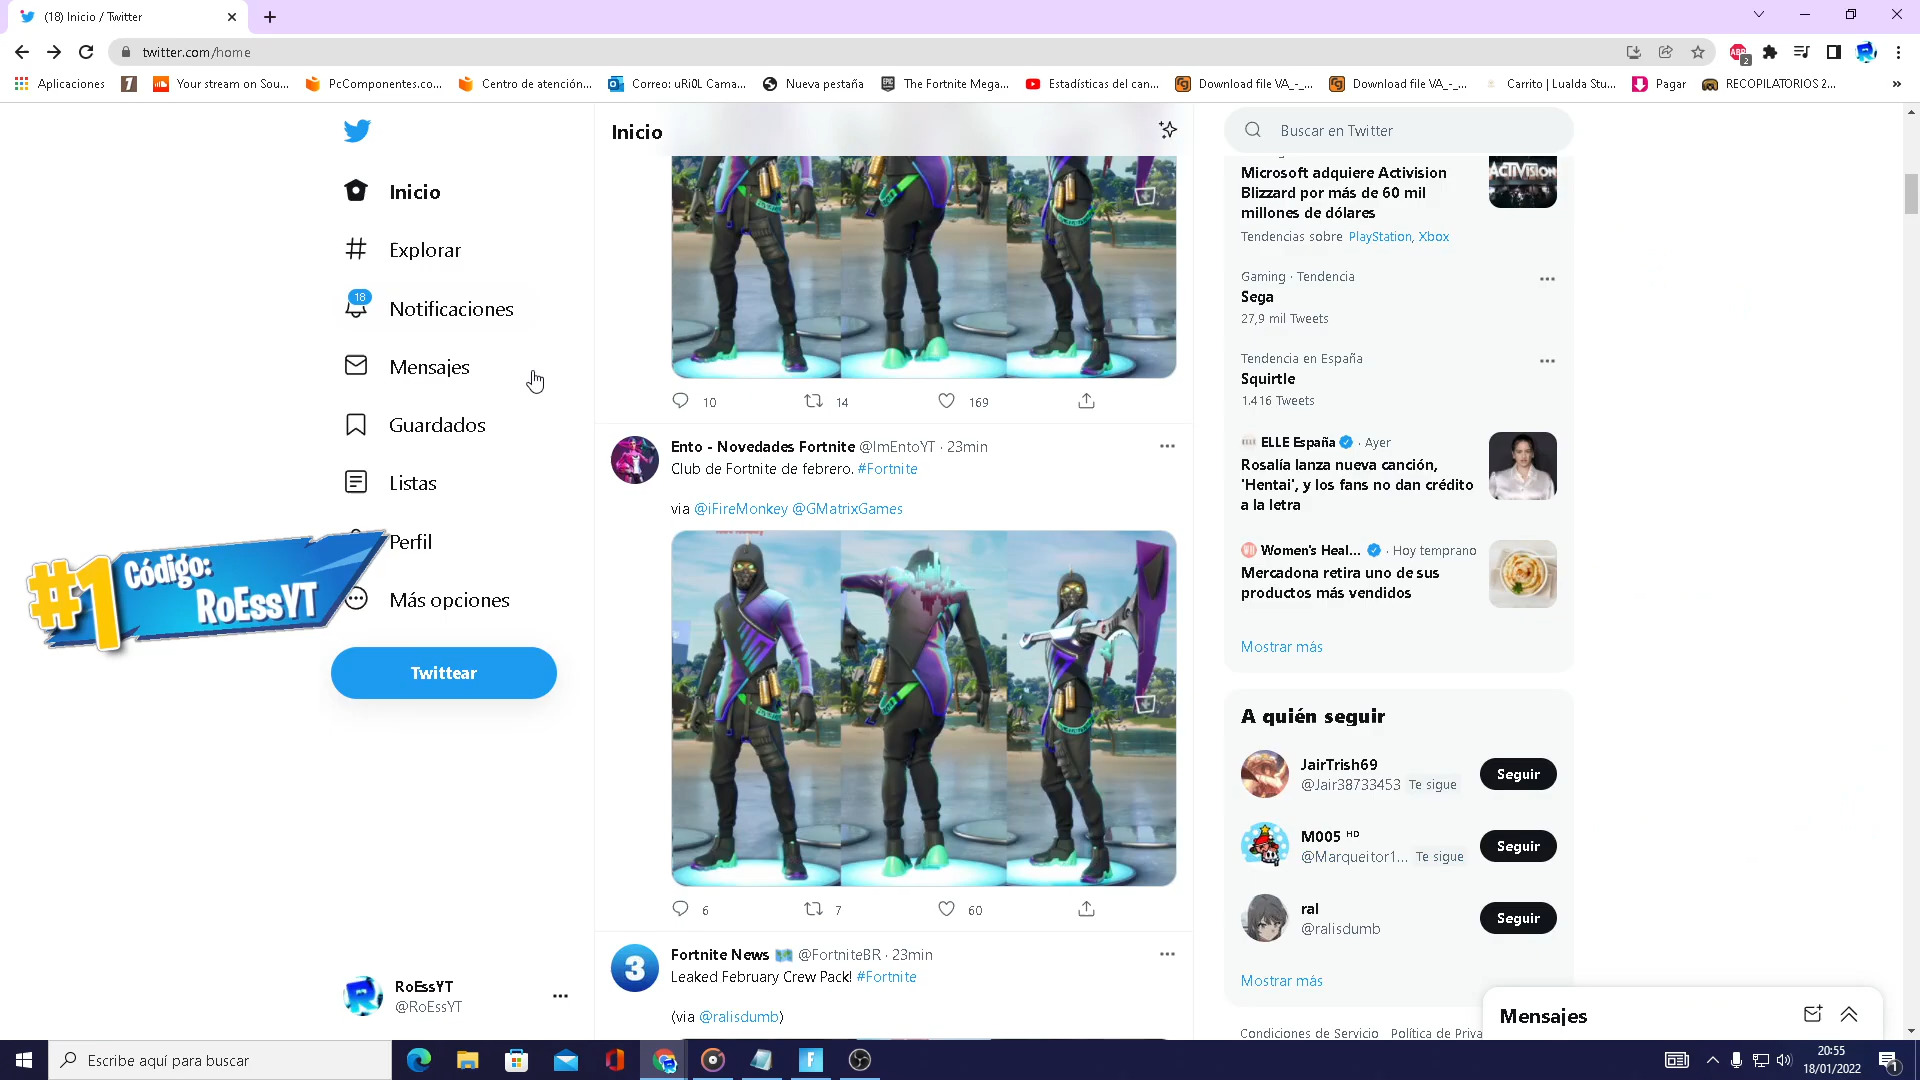 (18) Inicio / Twitter
twitter.com/home
ABP
2
Aplicaciones
Your stream on Sou...
PcComponentes.co...
Centro de atención...
Correo: uRi0L Cama...
Nueva pestaña
EPIC
The Fortnite Mega...
Estadísticas del can...
Download file VA_-_...
Download file VA_-_...
Carrito | Lualda Stu...
Pagar
RECOPILATORIOS 2...
Inicio
Explorar
18
Notificaciones
Mensajes
Guardados
Listas
Perfil
Más opciones
Twittear
#1
Código:
RoEssYT
RoEssYT
@RoEssYT
Inicio
10 14 169
Ento - Novedades Fortnite @ImEntoYT · 23min
Club de Fortnite de febrero. #Fortnite
via @iFireMonkey @GMatrixGames
6 7 60
3
Fortnite News @FortniteBR · 23min
Leaked February Crew Pack! #Fortnite
(via @ralisdumb)
Buscar en Twitter
Microsoft adquiere Activision
Blizzard por más de 60 mil
millones de dólares
ACTIVISION
Tendencias sobre PlayStation, Xbox
Gaming · Tendencia
Sega
27,9 mil Tweets
Tendencia en España
Squirtle
1.416 Tweets
ELLE España · Ayer
Rosalía lanza nueva canción,
'Hentai', y los fans no dan crédito
a la letra
Women's Heal... · Hoy temprano
Mercadona retira uno de sus
productos más vendidos
Mostrar más
A quién seguir
JairTrish69
@Jair38733453 Te sigue
Seguir
M005 HD
@Marqueitor1... Te sigue
Seguir
ral
@ralisdumb
Seguir
Mostrar más
Condiciones de Servicio Política de Priva
Mensajes
Escribe aquí para buscar
20:55
18/01/2022
1